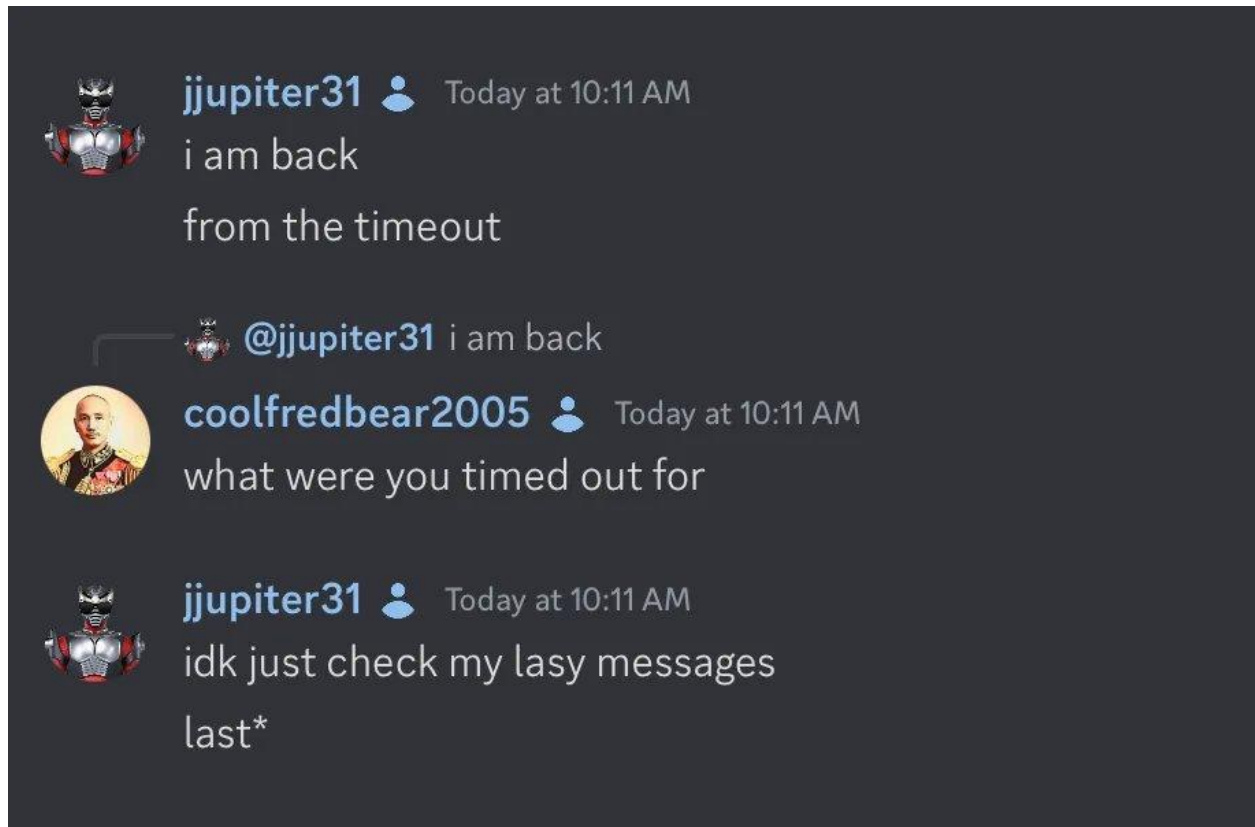 jjupiter31 Today at 10:11 AM
i am back
from the timeout
@jjupiter31 i am back
coolfredbear2005 Today at 10:11 AM
what were you timed out for
jjupiter31 Today at 10:11 AM
idk just check my lasy messages
last*